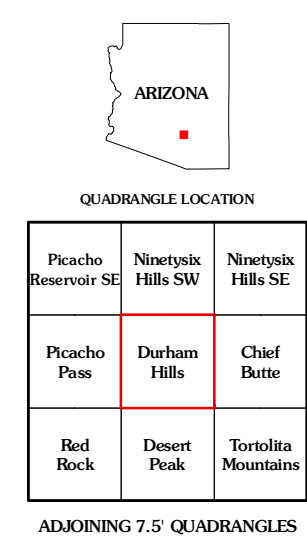 ARIZONA
QUADRANGLE LOCATION
Picacho
Reservoir SE
Ninetysix
Hills SW
Ninetysix
Hills SE
Picacho
Pass
Durham
Hills
Chief
Butte
Red
Rock
Desert
Peak
Tortolita
Mountains
ADJOINING 7.5' QUADRANGLES